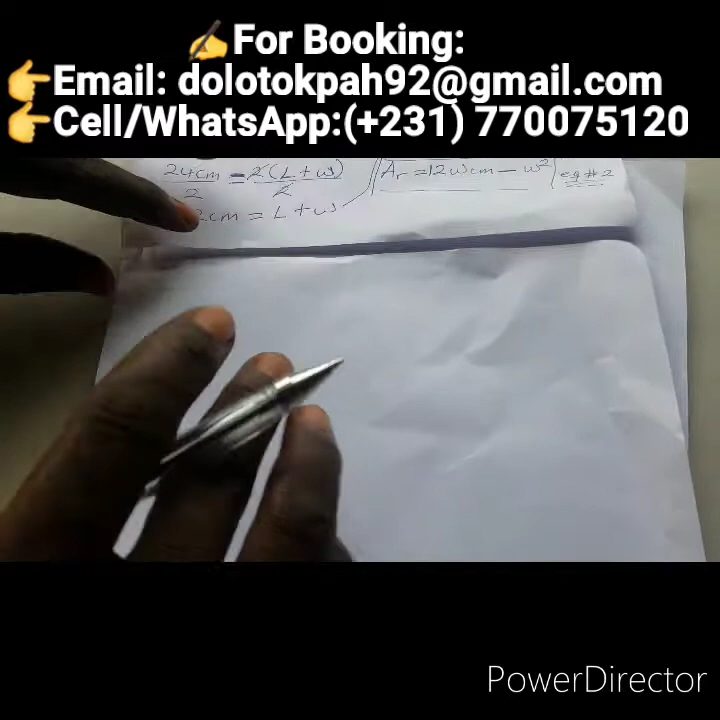 ✍️For Booking:
👉Email: dolotokpah92@gmail.com
👉Cell/WhatsApp:(+231) 770075120
24cm = 2(L+w) Ar = 12wcm - w² eq # 2
2 2
2cm = L + w
PowerDirector